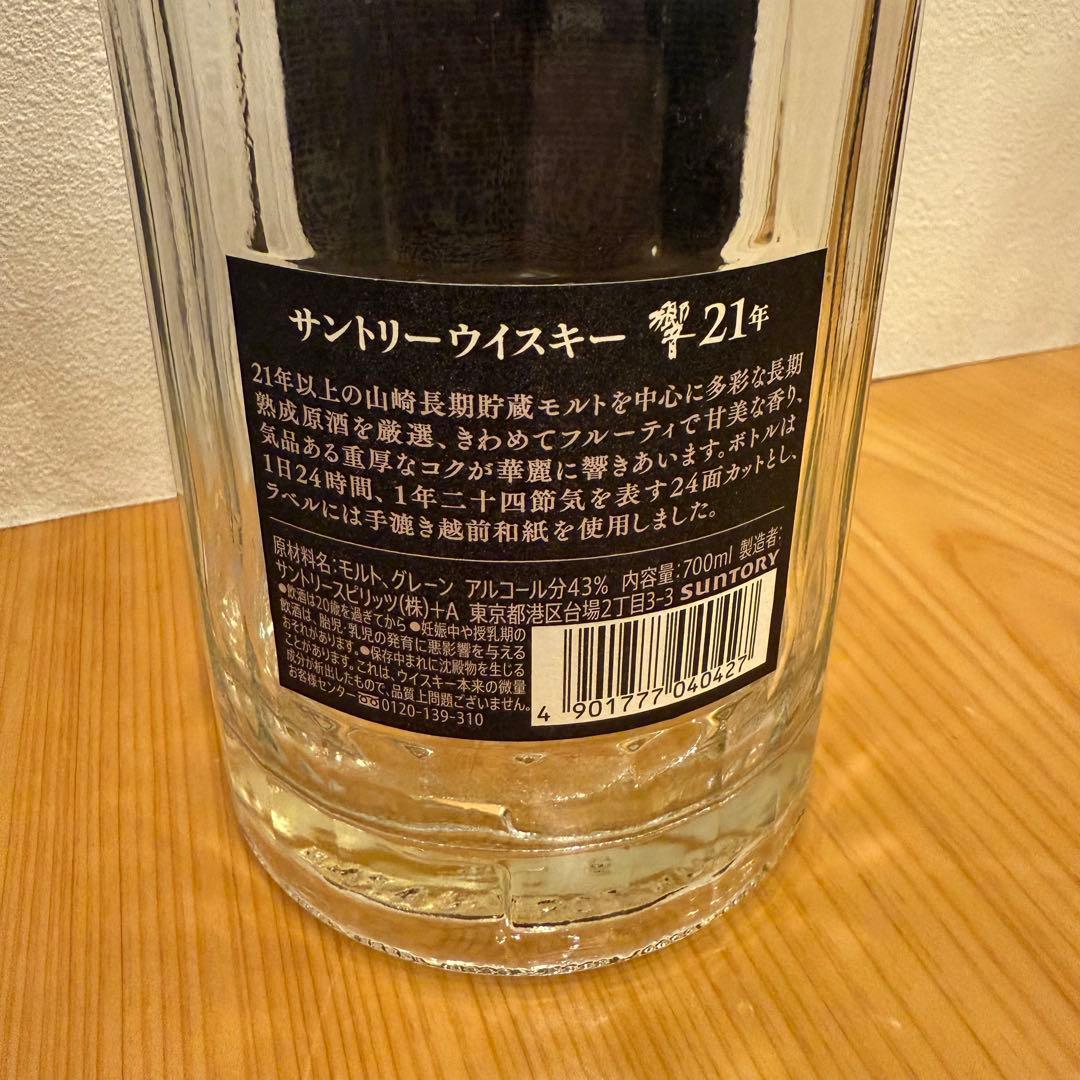 サントリーウイスキー 響 21年
21年以上の山崎長期貯蔵モルトを中心に多彩な長期
熟成原酒を厳選、きわめてフルーティで甘美な香り、
気品ある重厚なコクが華麗に響きあいます。ボトルは
1日24時間、1年二十四節気を表す24面カットとし、
ラベルには手漉き越前和紙を使用しました。
原材料名：モルト、グレーン アルコール分43% 内容量：700ml 製造者：
サントリースピリッツ(株)+A 東京都港区台場2丁目3-3 SUNTORY
●飲酒は20歳を過ぎてから ●妊娠中や授乳期の
飲酒は、胎児・乳児の発育に悪影響を与える
おそれがあります。 ●保存中まれに沈殿物を生じる
ことがあります。これは、ウイスキー本来の微量
成分が析出したもので、品質上問題ございません。
お客様センター 0120-139-310
4 901777 040427